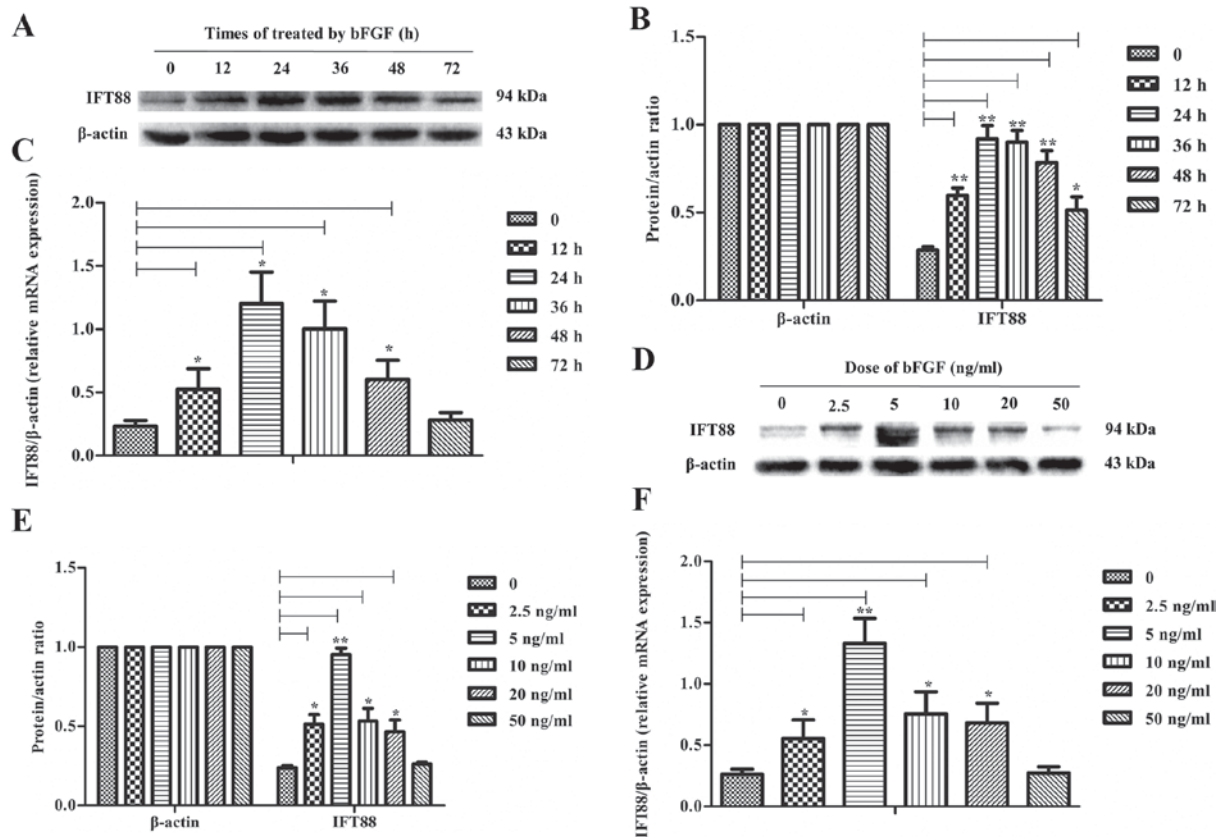 A
Times of treated by bFGF (h)
0 12 24 36 48 72
IFT88 94 kDa
β-actin 43 kDa
B
Protein/actin ratio
1.5
1.0
0.5
0.0
** ** ** ** *
β-actin IFT88
0
12 h
24 h
36 h
48 h
72 h
C
IFT88/β-actin (relative mRNA expression)
2.0
1.5
1.0
0.5
0.0
* * * *
0
12 h
24 h
36 h
48 h
72 h
D
Dose of bFGF (ng/ml)
0 2.5 5 10 20 50
IFT88 94 kDa
β-actin 43 kDa
E
Protein/actin ratio
1.5
1.0
0.5
0.0
* ** * *
β-actin IFT88
0
2.5 ng/ml
5 ng/ml
10 ng/ml
20 ng/ml
50 ng/ml
F
IFT88/β-actin (relative mRNA expression)
2.0
1.5
1.0
0.5
0.0
* ** * *
0
2.5 ng/ml
5 ng/ml
10 ng/ml
20 ng/ml
50 ng/ml